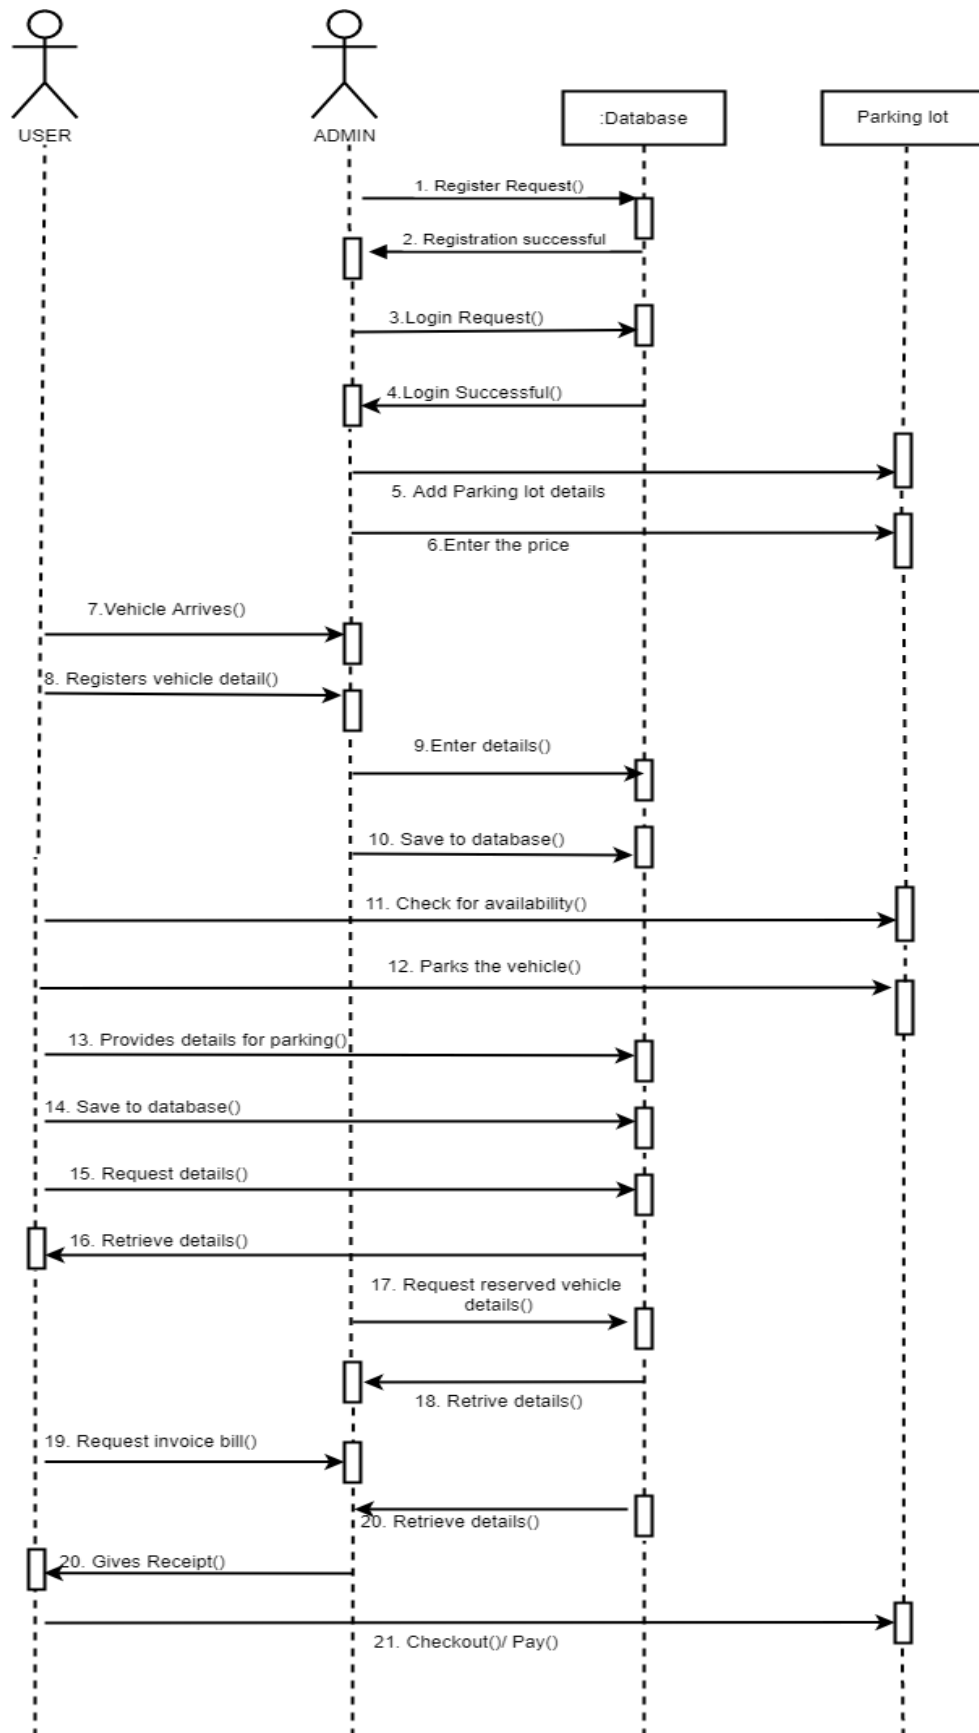 USER
ADMIN
:Database
Parking lot
1. Register Request()
2. Registration successful
3.Login Request()
4.Login Successful()
5. Add Parking lot details
6.Enter the price
7.Vehicle Arrives()
8. Registers vehicle detail()
9.Enter details()
10. Save to database()
11. Check for availability()
12. Parks the vehicle()
13. Provides details for parking()
14. Save to database()
15. Request details()
16. Retrieve details()
17. Request reserved vehicle
details()
18. Retrive details()
19. Request invoice bill()
20. Retrieve details()
20. Gives Receipt()
21. Checkout()/ Pay()